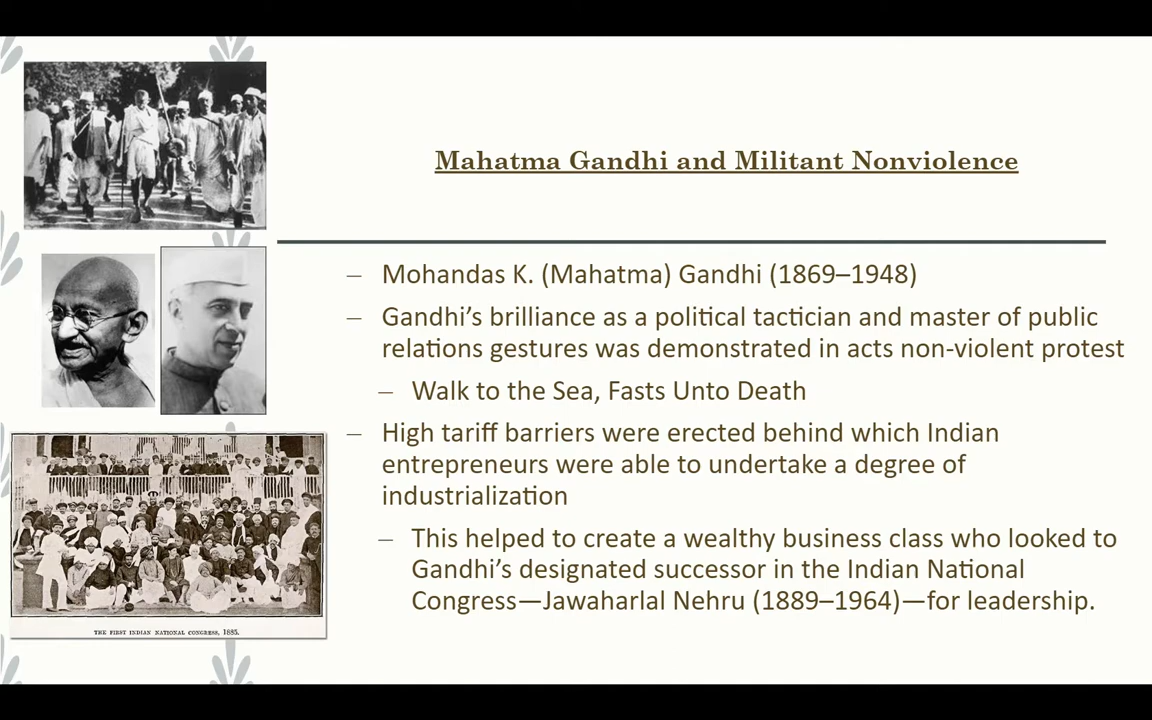 Mahatma Gandhi and Militant Nonviolence
– Mohandas K. (Mahatma) Gandhi (1869–1948)
– Gandhi’s brilliance as a political tactician and master of public
relations gestures was demonstrated in acts non-violent protest
– Walk to the Sea, Fasts Unto Death
– High tariff barriers were erected behind which Indian
entrepreneurs were able to undertake a degree of
industrialization
– This helped to create a wealthy business class who looked to
Gandhi’s designated successor in the Indian National
Congress—Jawaharlal Nehru (1889–1964)—for leadership.
THE FIRST INDIAN NATIONAL CONGRESS, 1885.